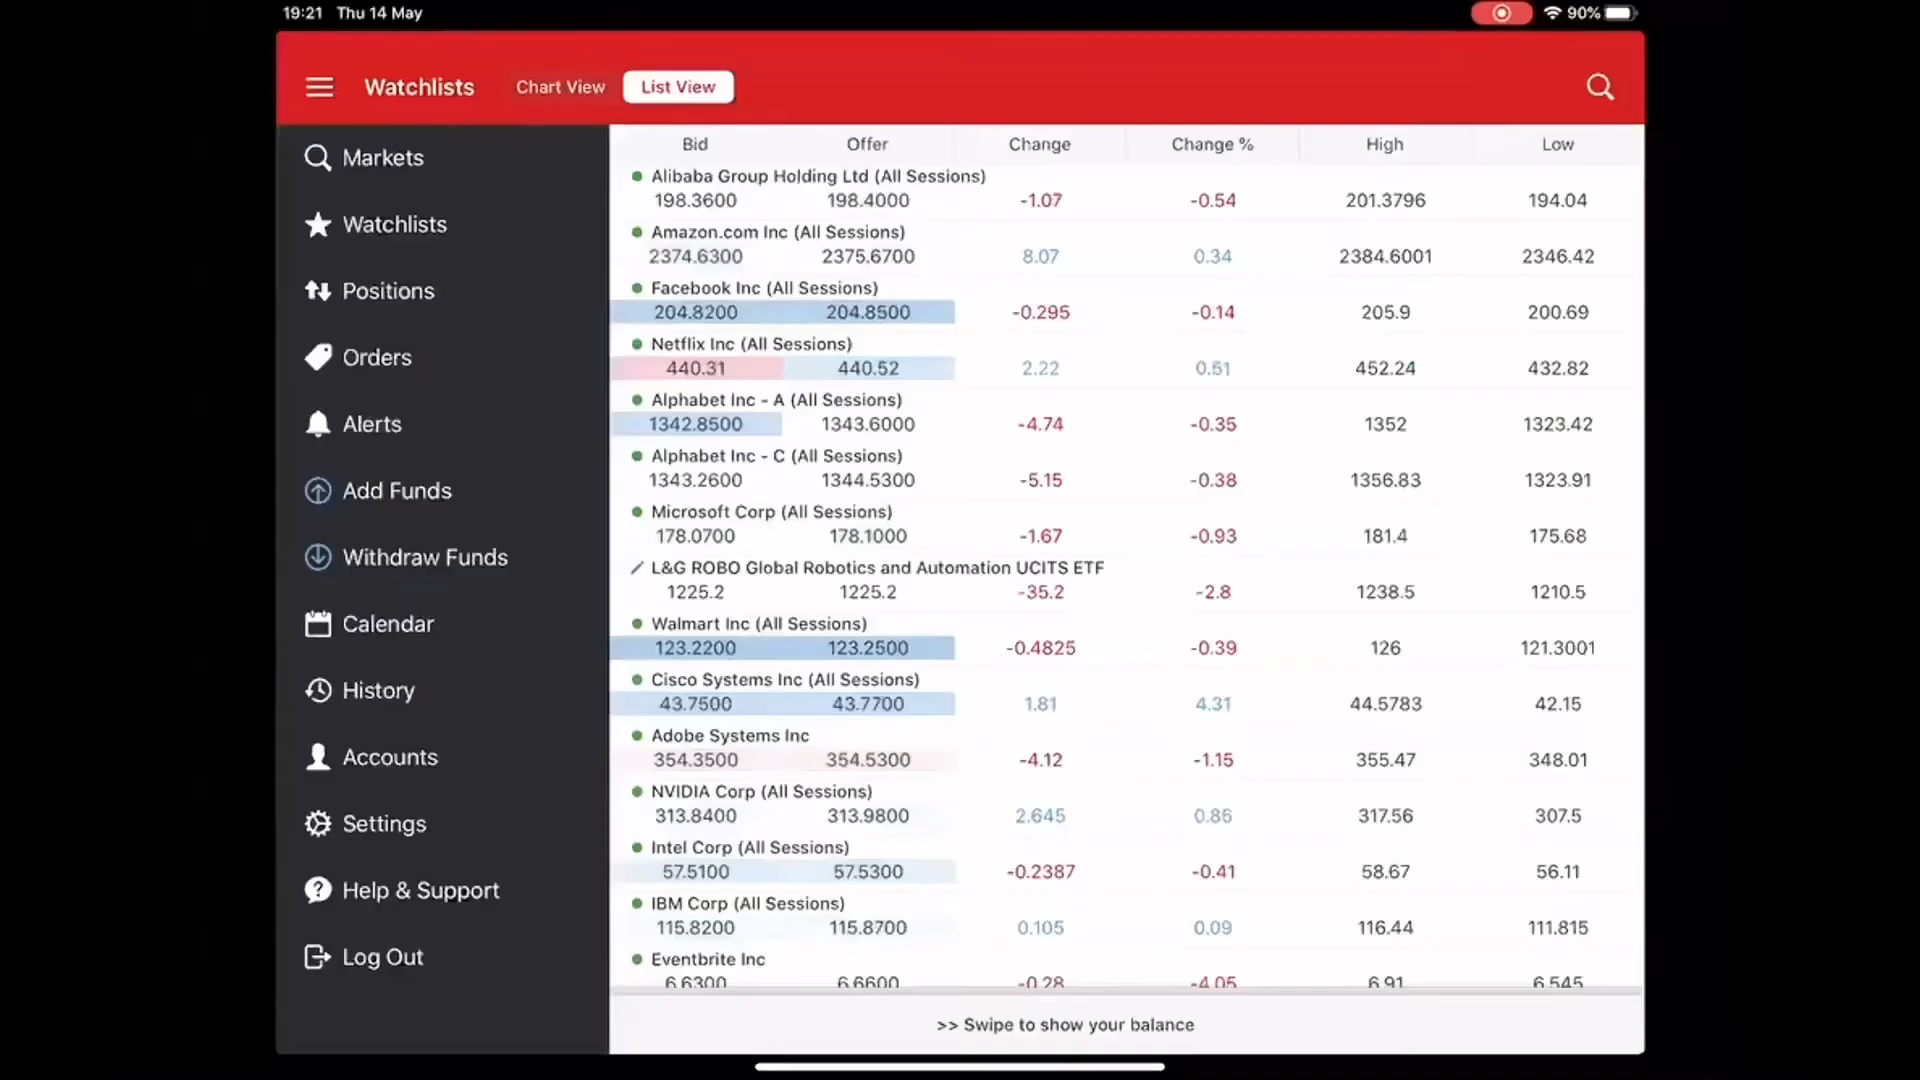 19:21 Thu 14 May 90%
Watchlists Chart View List View
Markets
Watchlists
Positions
Orders
Alerts
Add Funds
Withdraw Funds
Calendar
History
Accounts
Settings
Help & Support
Log Out
Bid Offer Change Change % High Low
Alibaba Group Holding Ltd (All Sessions)
198.3600 198.4000 -1.07 -0.54 201.3796 194.04
Amazon.com Inc (All Sessions)
2374.6300 2375.6700 8.07 0.34 2384.6001 2346.42
Facebook Inc (All Sessions)
204.8200 204.8500 -0.295 -0.14 205.9 200.69
Netflix Inc (All Sessions)
440.31 440.52 2.22 0.51 452.24 432.82
Alphabet Inc - A (All Sessions)
1342.8500 1343.6000 -4.74 -0.35 1352 1323.42
Alphabet Inc - C (All Sessions)
1343.2600 1344.5300 -5.15 -0.38 1356.83 1323.91
Microsoft Corp (All Sessions)
178.0700 178.1000 -1.67 -0.93 181.4 175.68
L&G ROBO Global Robotics and Automation UCITS ETF
1225.2 1225.2 -35.2 -2.8 1238.5 1210.5
Walmart Inc (All Sessions)
123.2200 123.2500 -0.4825 -0.39 126 121.3001
Cisco Systems Inc (All Sessions)
43.7500 43.7700 1.81 4.31 44.5783 42.15
Adobe Systems Inc
354.3500 354.5300 -4.12 -1.15 355.47 348.01
NVIDIA Corp (All Sessions)
313.8400 313.9800 2.645 0.86 317.56 307.5
Intel Corp (All Sessions)
57.5100 57.5300 -0.2387 -0.41 58.67 56.11
IBM Corp (All Sessions)
115.8200 115.8700 0.105 0.09 116.44 111.815
Eventbrite Inc
6.6300 6.6600 -0.28 -4.05 6.91 6.545
>> Swipe to show your balance